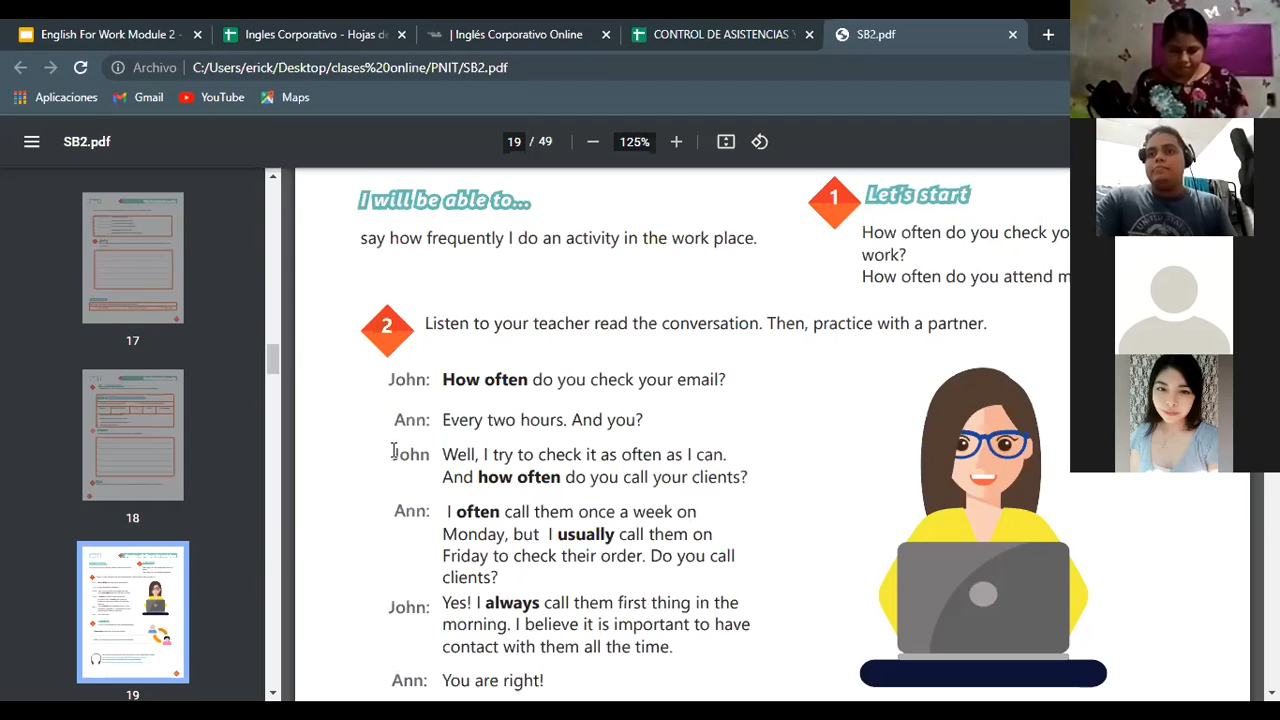 English For Work Module 2 -
Ingles Corporativo - Hojas de
| Inglés Corporativo Online
CONTROL DE ASISTENCIAS Y
SB2.pdf
Archivo
C:/Users/erick/Desktop/clases%20online/PNIT/SB2.pdf
Aplicaciones
Gmail
YouTube
Maps
SB2.pdf
19 / 49
125%
17
18
19
I will be able to...
say how frequently I do an activity in the work place.
1
Let's start
How often do you check yo
work?
How often do you attend m
2
Listen to your teacher read the conversation. Then, practice with a partner.
John: How often do you check your email?
Ann: Every two hours. And you?
John Well, I try to check it as often as I can.
And how often do you call your clients?
Ann: I often call them once a week on
Monday, but I usually call them on
Friday to check their order. Do you call
clients?
John: Yes! I always call them first thing in the
morning. I believe it is important to have
contact with them all the time.
Ann: You are right!